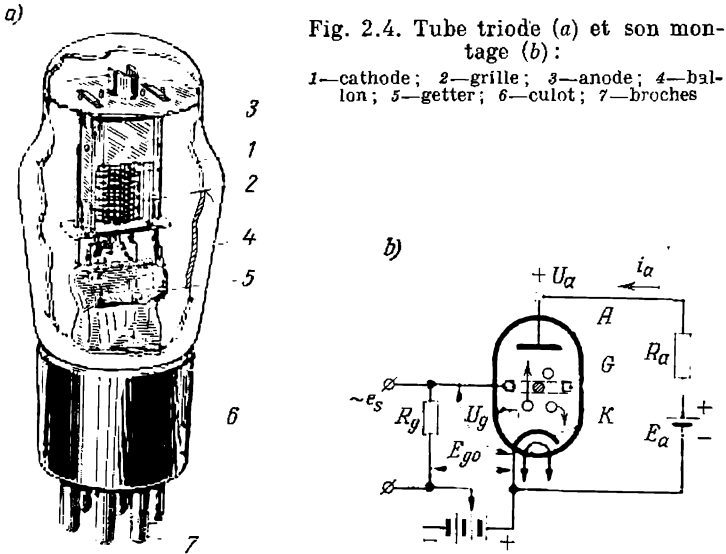 a)
Fig. 2.4. Tube triode (a) et son mon-
tage (b) :
1—cathode ; 2—grille ; 3—anode ; 4—bal-
lon ; 5—getter ; 6—culot ; 7—broches
3
1
2
4
5
6
7
b)
+ Ua
ia
A
Ra
G
~es
Rg
Ug
K
+
Ea
−
Ego
− +